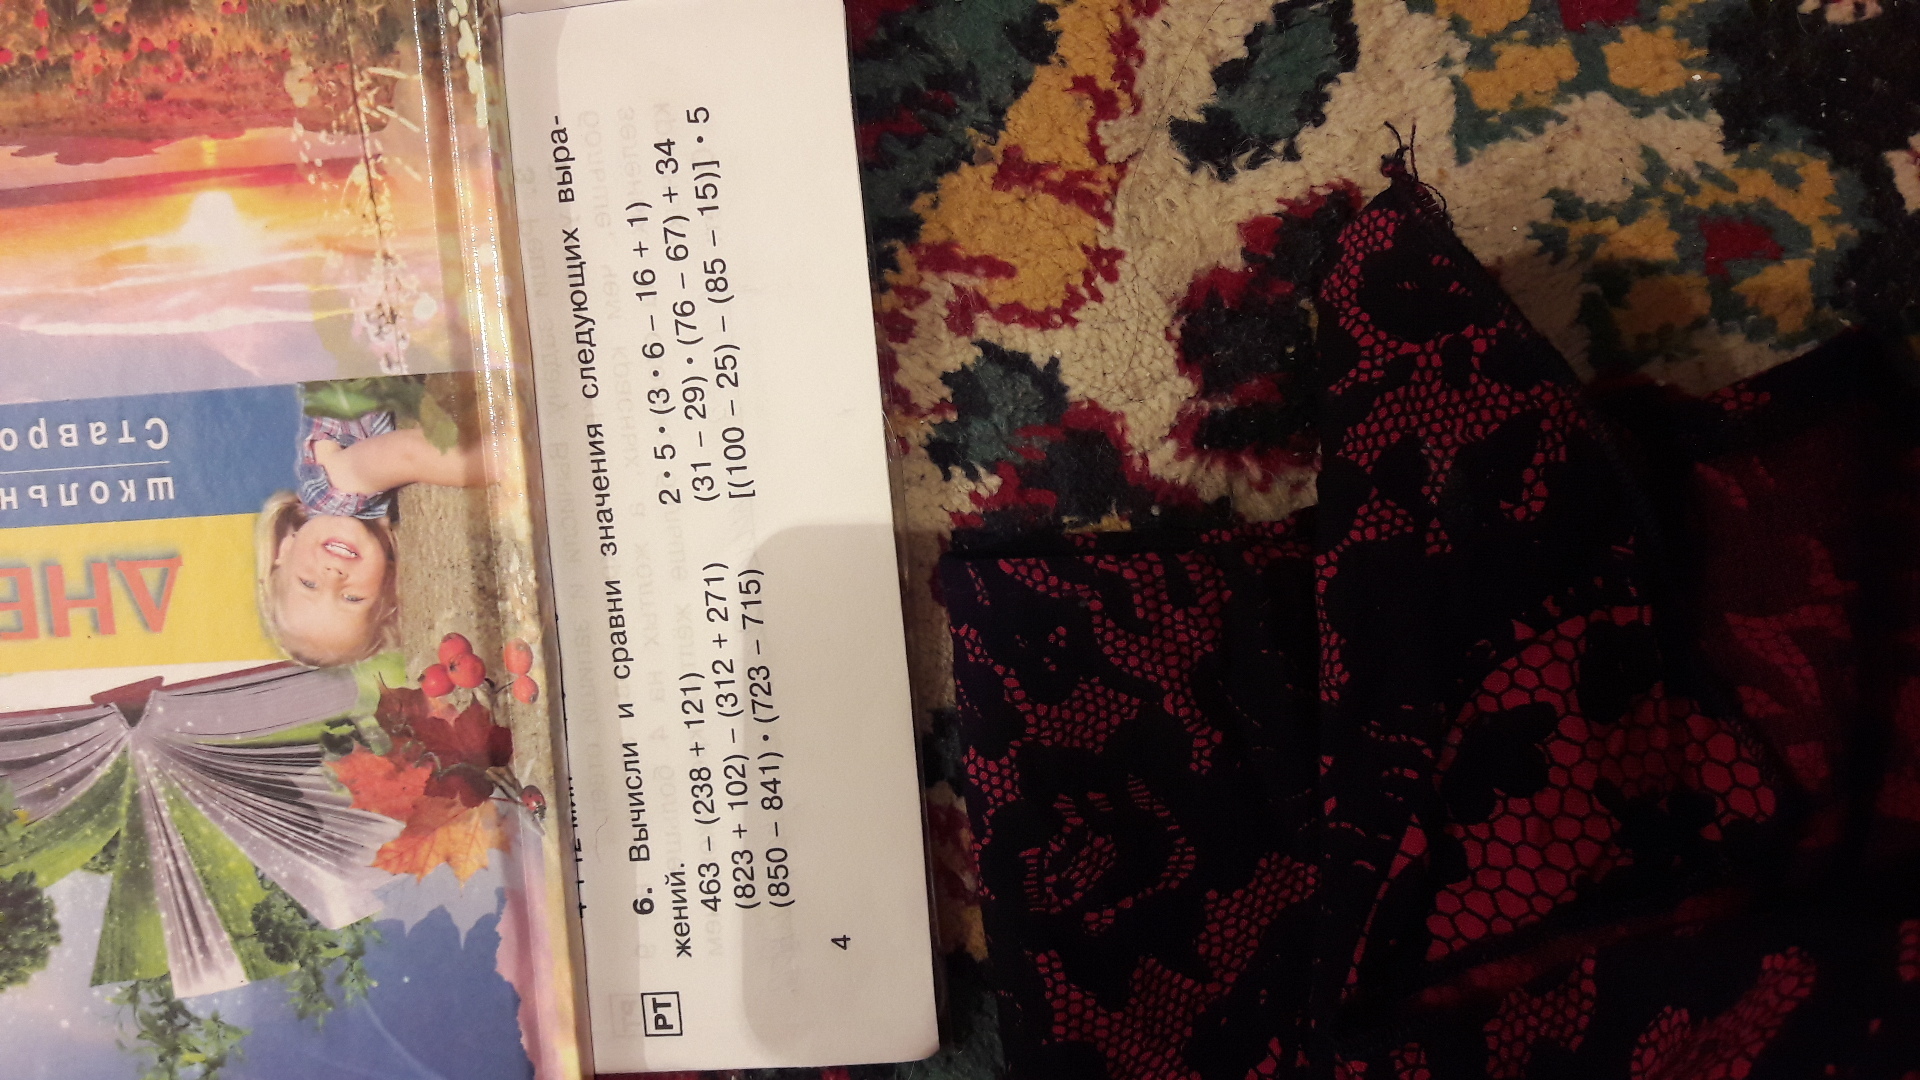 ШКОЛЬН
Ставро
ДНЕ
РТ
6. Вычисли и сравни значения следующих выра-
жений.
463 – (238 + 121)
(823 + 102) – (312 + 271)
(850 – 841) • (723 – 715)
2 • 5 • (3 • 6 – 16 + 1)
(31 – 29) • (76 – 67) + 34
[(100 – 25) – (85 – 15)] • 5
4